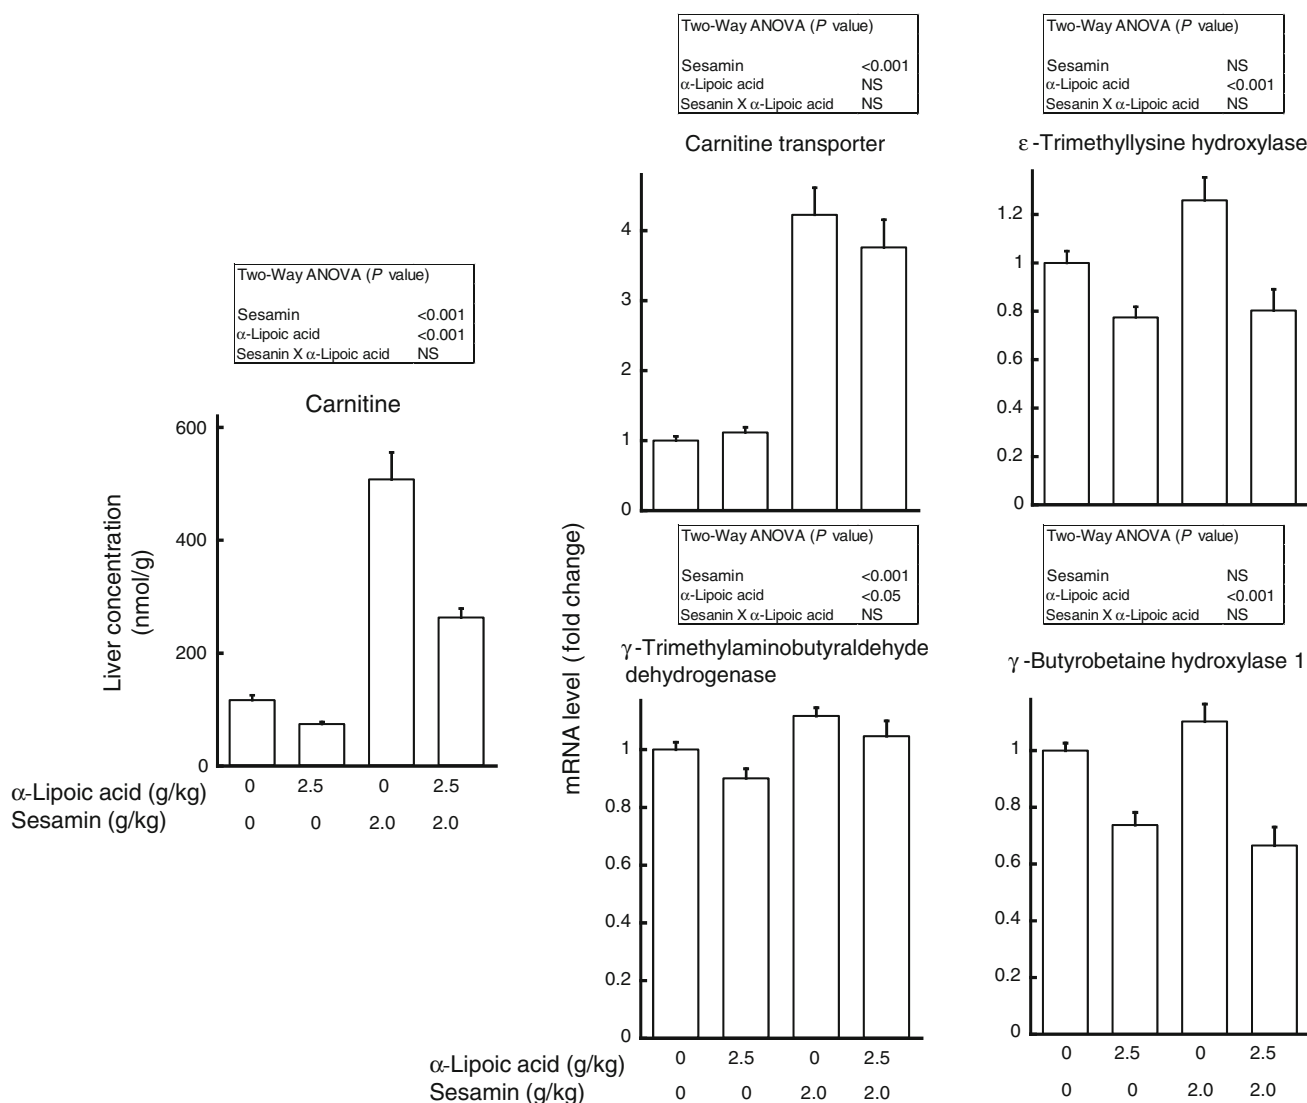 Two-Way ANOVA (P value)
Sesamin <0.001
α-Lipoic acid <0.001
Sesanin X α-Lipoic acid NS
Carnitine
Liver concentration
(nmol/g)
600
400
200
0
0 2.5 0 2.5
α-Lipoic acid (g/kg)
Sesamin (g/kg)
0 0 2.0 2.0
Two-Way ANOVA (P value)
Sesamin <0.001
α-Lipoic acid NS
Sesanin X α-Lipoic acid NS
Carnitine transporter
4
3
2
1
0
Two-Way ANOVA (P value)
Sesamin NS
α-Lipoic acid <0.001
Sesanin X α-Lipoic acid NS
ε-Trimethyllysine hydroxylase
1.2
1
0.8
0.6
0.4
0.2
0
mRNA level (fold change)
Two-Way ANOVA (P value)
Sesamin <0.001
α-Lipoic acid <0.05
Sesanin X α-Lipoic acid NS
γ-Trimethylaminobutyraldehyde
dehydrogenase
1
0.8
0.6
0.4
0.2
0
α-Lipoic acid (g/kg) 0 2.5 0 2.5
Sesamin (g/kg) 0 0 2.0 2.0
Two-Way ANOVA (P value)
Sesamin NS
α-Lipoic acid <0.001
Sesanin X α-Lipoic acid NS
γ-Butyrobetaine hydroxylase 1
1
0.8
0.6
0.4
0.2
0
0 2.5 0 2.5
0 0 2.0 2.0